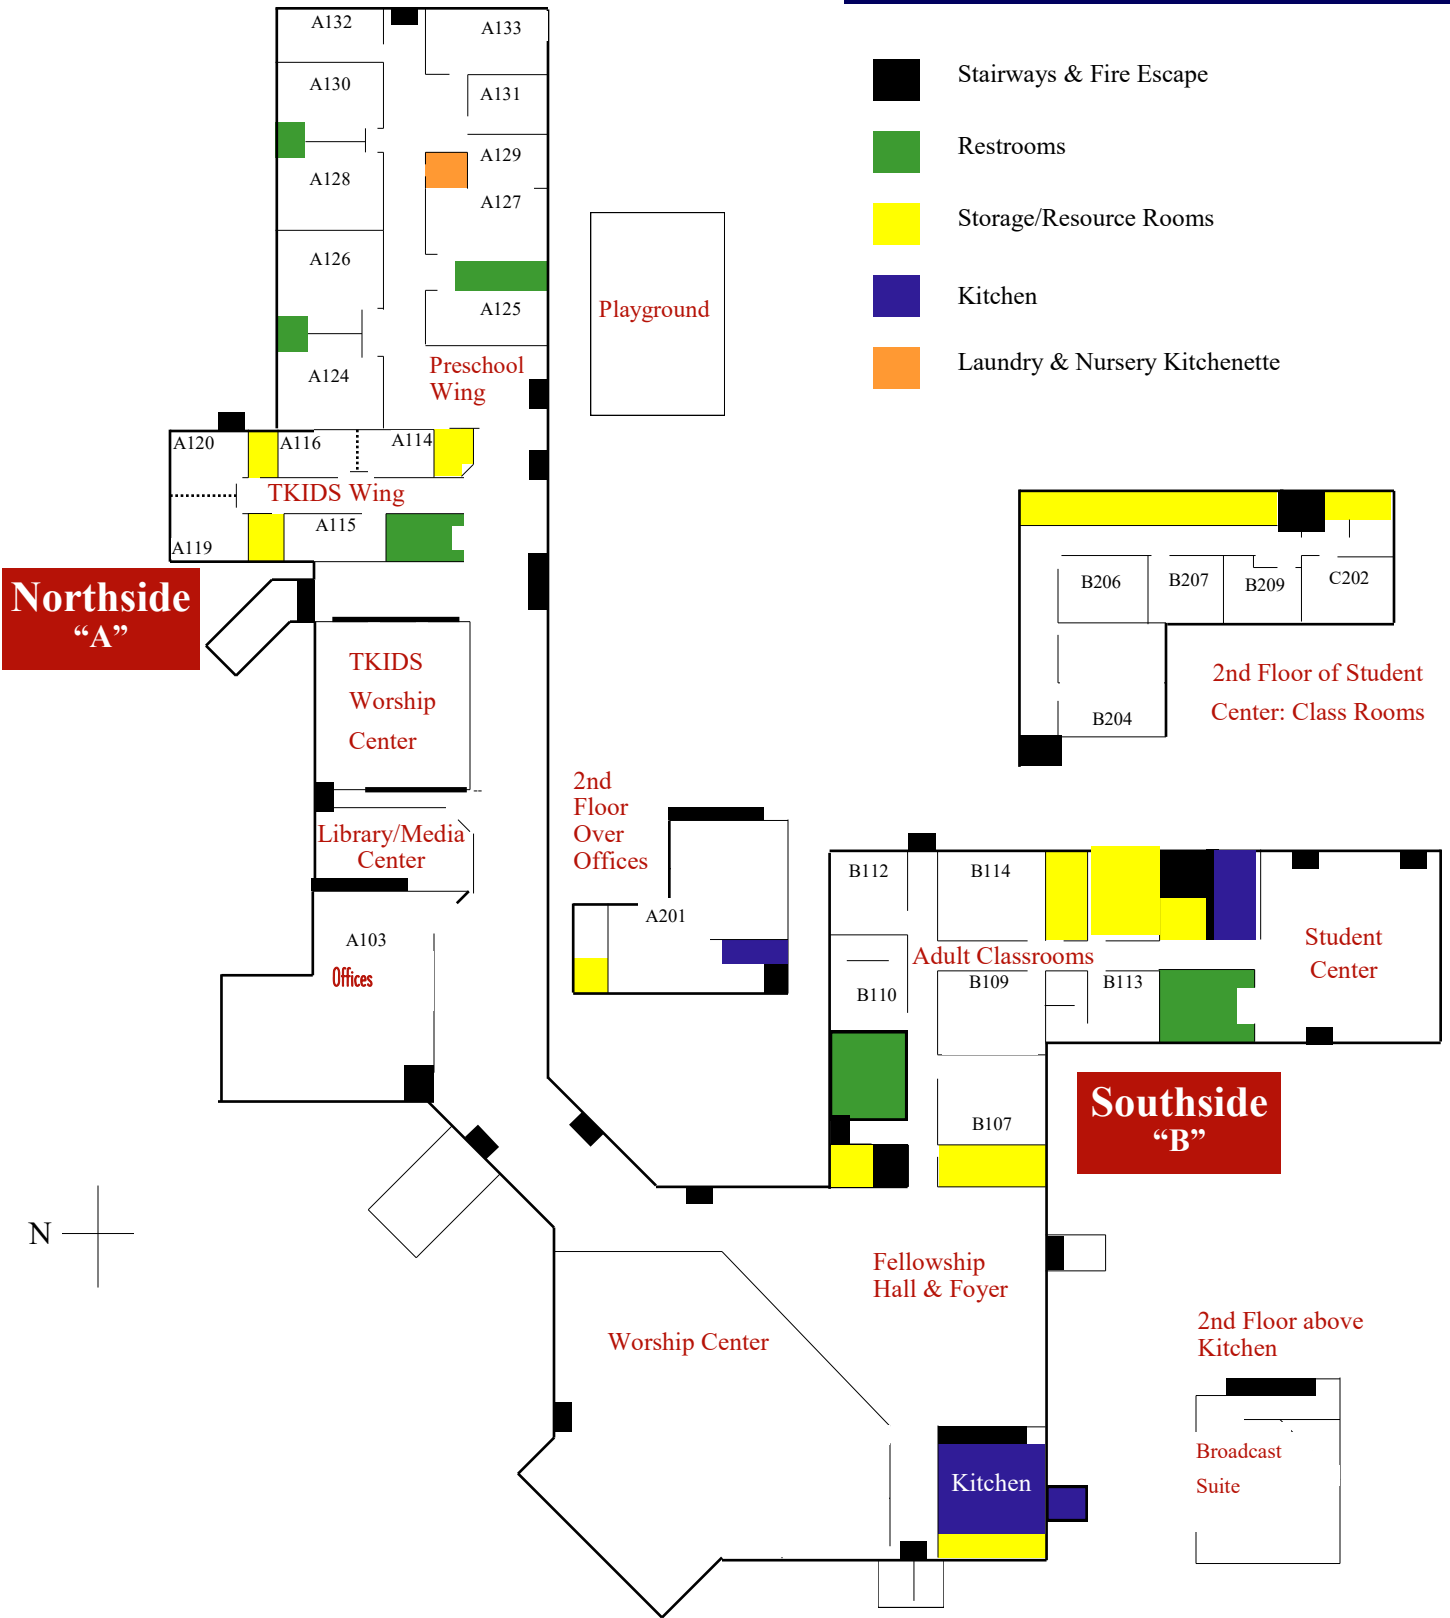 A132
A133
Stairways & Fire Escape
A130
A131
Restrooms
A129
A128
A127
Storage/Resource Rooms
A126
Kitchen
A125
Playground
Laundry & Nursery Kitchenette
A124
Preschool
Wing
A120
A116
A114
TKIDS Wing
A115
A119
Northside
“A”
B206
B207
B209
C202
TKIDS
Worship
Center
2nd Floor of Student
Center: Class Rooms
B204
2nd
Floor
Over
Offices
Library/Media
Center
A201
B112
B114
A103
Offices
Adult Classrooms
Student
Center
B110
B109
B113
Southside
“B”
B107
N
Fellowship
Hall & Foyer
Worship Center
2nd Floor above
Kitchen
Broadcast
Suite
Kitchen